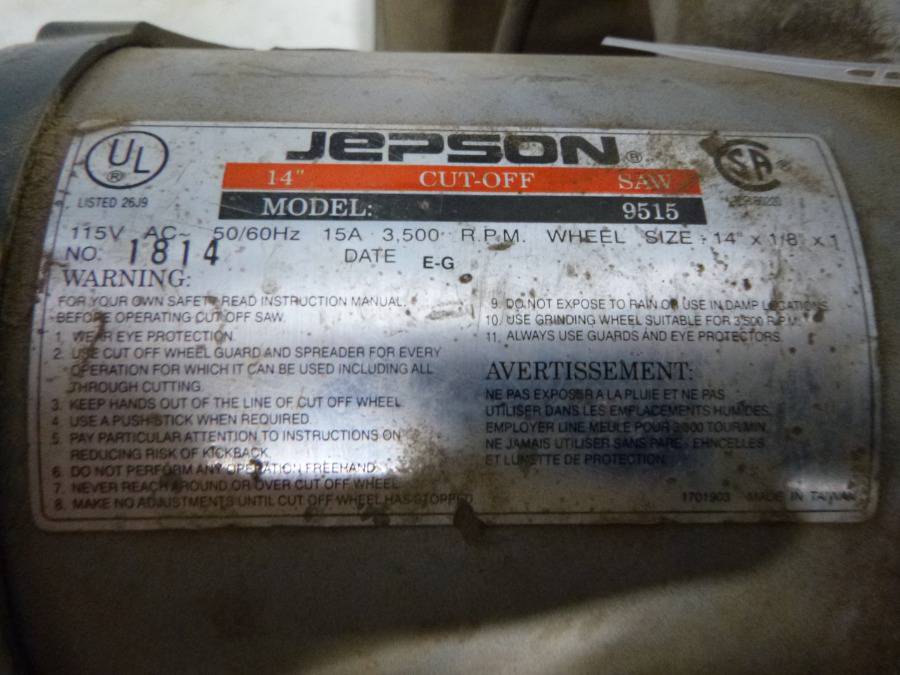 JEPSON ®
UL ®
LISTED 26J9
SA ®
14" CUT-OFF SAW
MODEL: 9515
115V AC~ 50/60Hz 15A 3,500 R.P.M. WHEEL SIZE 14" x 1/8" x 1
NO. 1814 DATE E-G
WARNING:
FOR YOUR OWN SAFETY READ INSTRUCTION MANUAL.
BEFORE OPERATING CUT OFF SAW.
1. WEAR EYE PROTECTION.
2. USE CUT OFF WHEEL GUARD AND SPREADER FOR EVERY
OPERATION FOR WHICH IT CAN BE USED INCLUDING ALL
THROUGH CUTTING.
3. KEEP HANDS OUT OF THE LINE OF CUT OFF WHEEL
4. USE A PUSH-STICK WHEN REQUIRED
5. PAY PARTICULAR ATTENTION TO INSTRUCTIONS ON
REDUCING RISK OF KICKBACK.
6. DO NOT PERFORM ANY OPERATION FREEHAND
7. NEVER REACH AROUND OR OVER CUT OFF WHEEL
8. MAKE NO ADJUSTMENTS UNTIL CUT OFF WHEEL HAS STOPPED
9. DO NOT EXPOSE TO RAIN OR USE IN DAMP LOCATIONS
10. USE GRINDING WHEEL SUITABLE FOR 3,500 R.P.M.
11. ALWAYS USE GUARDS AND EYE PROTECTORS.
AVERTISSEMENT:
NE PAS EXPOSER A LA PLUIE ET NE PAS
UTILISER DANS LES EMPLACEMENTS HUMIDES.
EMPLOYER LINE MEULE POUR 3,500 TOUR/MIN.
NE JAMAIS UTILISER SANS PARE-EHNCELLES
ET LUNETTE DE PROTECTION.
1701903 MADE IN TAIWAN